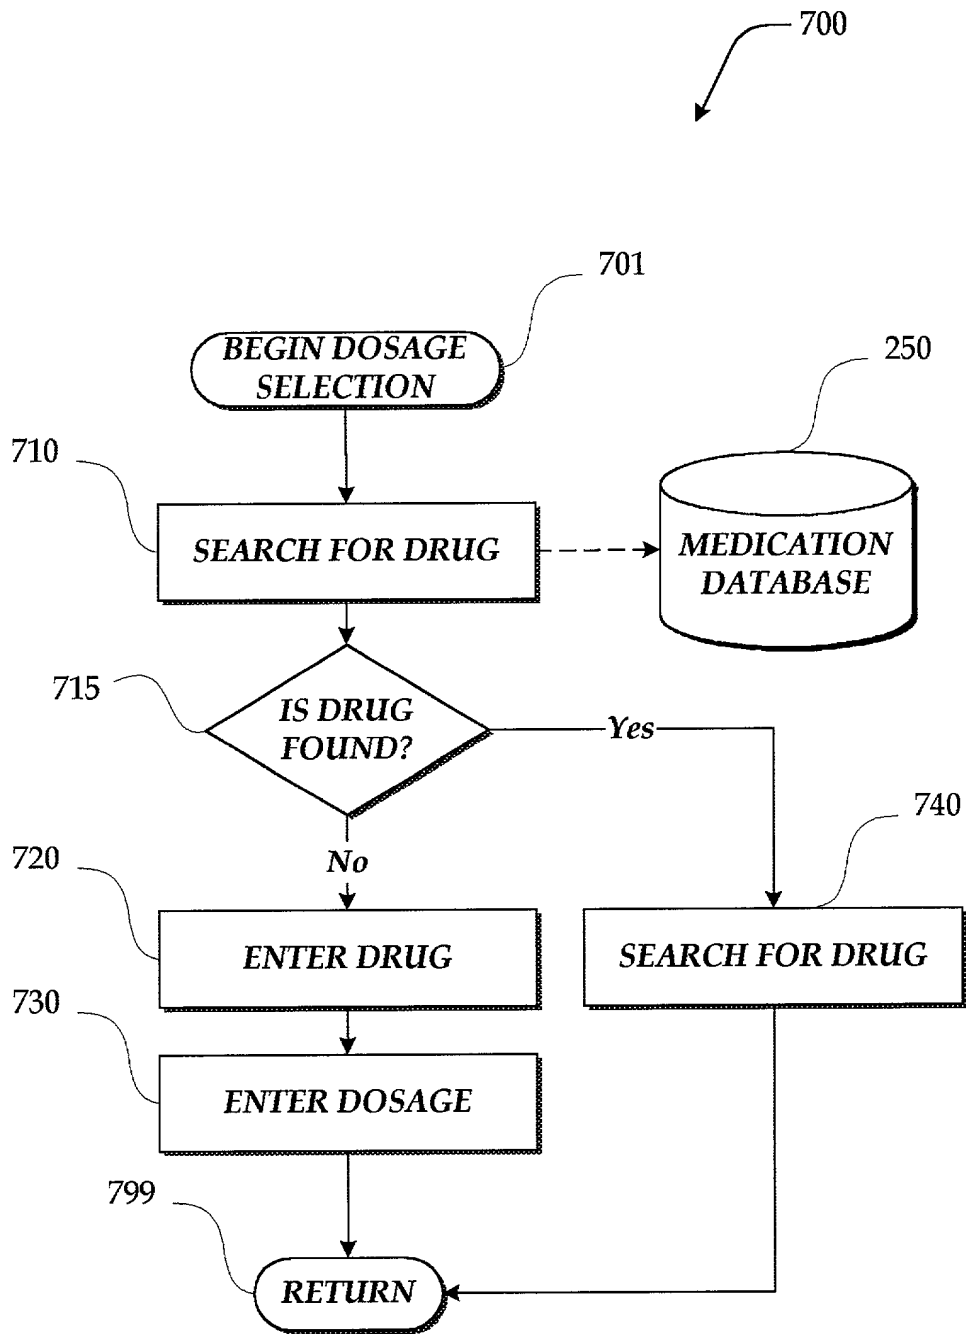 700
701
BEGIN DOSAGE
SELECTION
250
710
SEARCH FOR DRUG
MEDICATION
DATABASE
715
IS DRUG
FOUND?
Yes
740
No
720
ENTER DRUG
SEARCH FOR DRUG
730
ENTER DOSAGE
799
RETURN